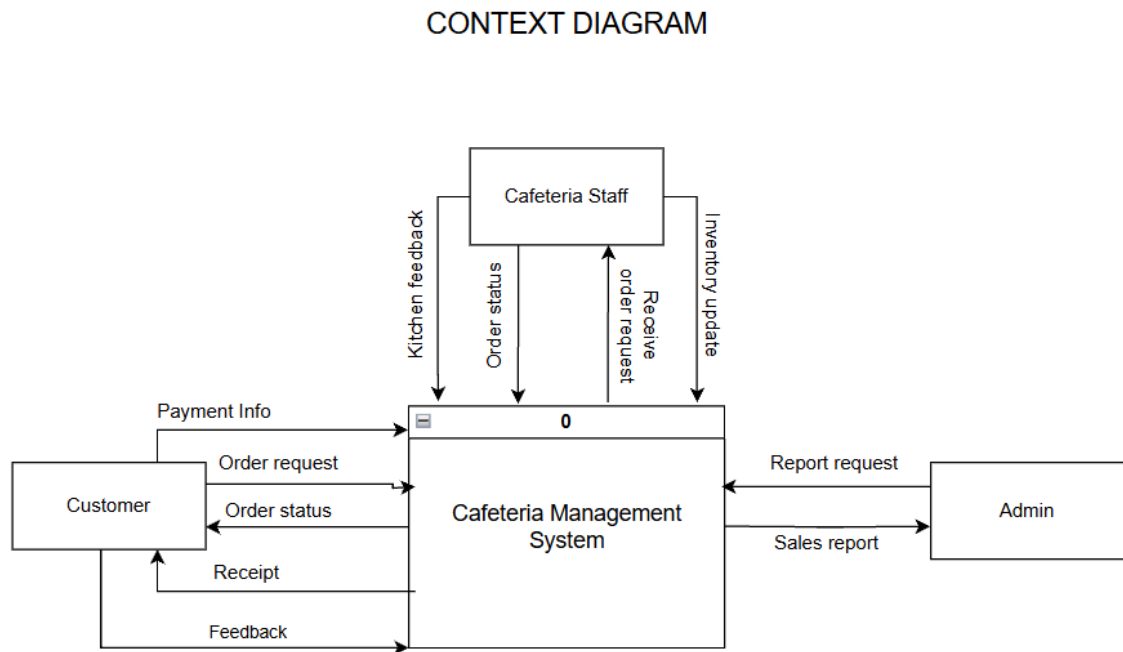 CONTEXT DIAGRAM
Cafeteria Staff
Kitchen feedback
Order status
Receive
order request
Inventory update
Payment Info
0
Order request
Report request
Customer
Order status
Cafeteria Management
System
Admin
Sales report
Receipt
Feedback